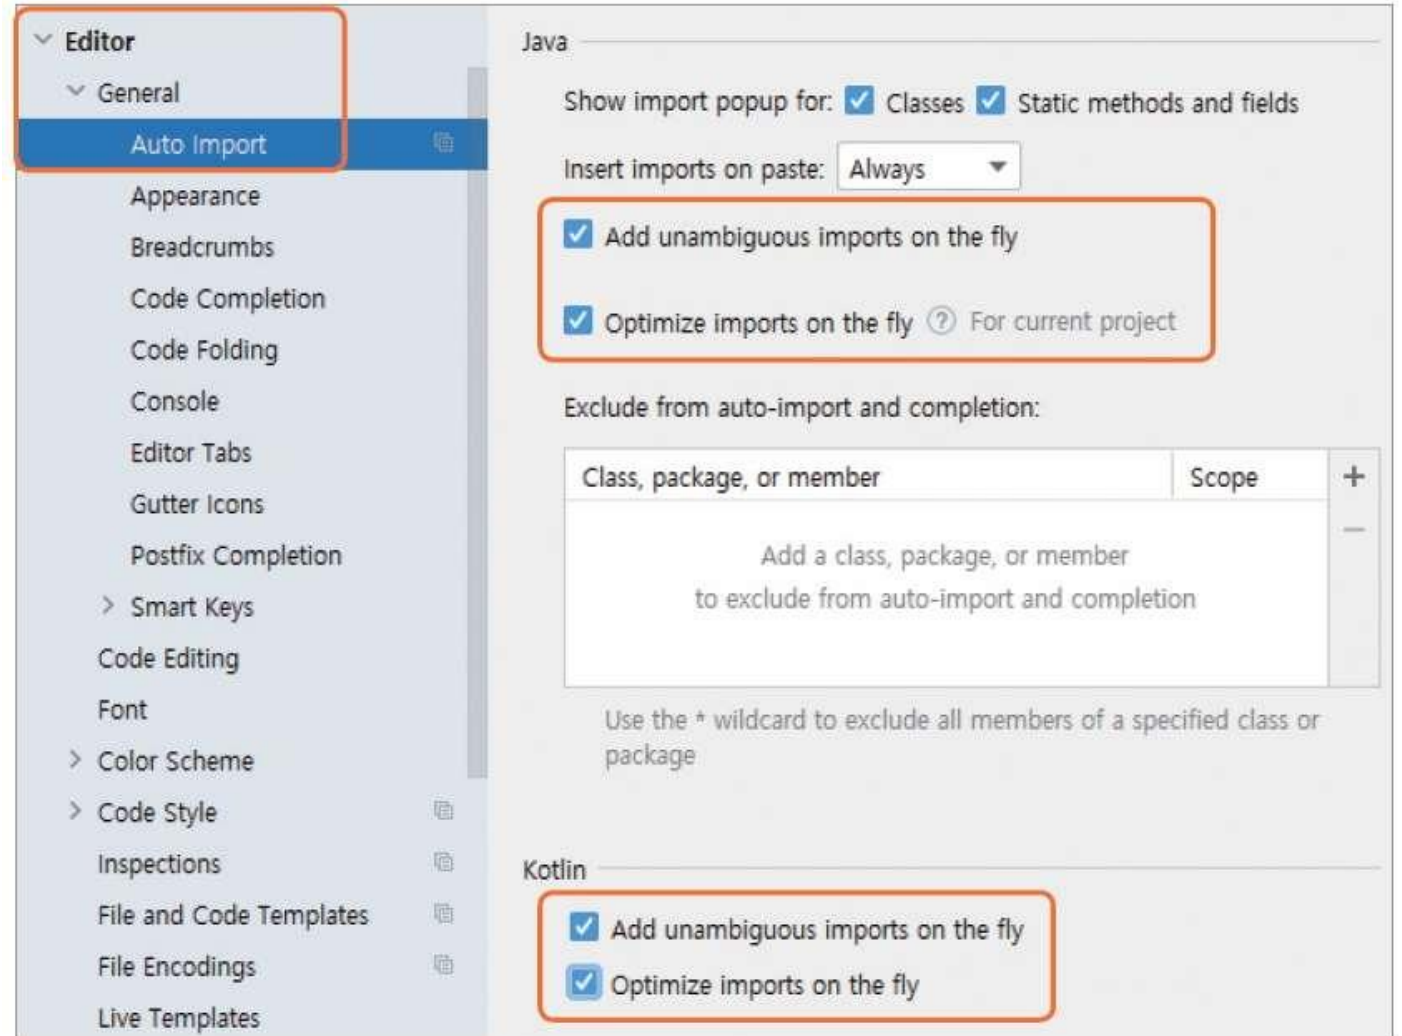 Editor
General
Auto Import
Appearance
Breadcrumbs
Code Completion
Code Folding
Console
Editor Tabs
Gutter Icons
Postfix Completion
Smart Keys
Code Editing
Font
Color Scheme
Code Style
Inspections
File and Code Templates
File Encodings
Live Templates
Java
Show import popup for: Classes Static methods and fields
Insert imports on paste: Always
Add unambiguous imports on the fly
Optimize imports on the fly ? For current project
Exclude from auto-import and completion:
Class, package, or member Scope
Add a class, package, or member
to exclude from auto-import and completion
Use the * wildcard to exclude all members of a specified class or
package
Kotlin
Add unambiguous imports on the fly
Optimize imports on the fly